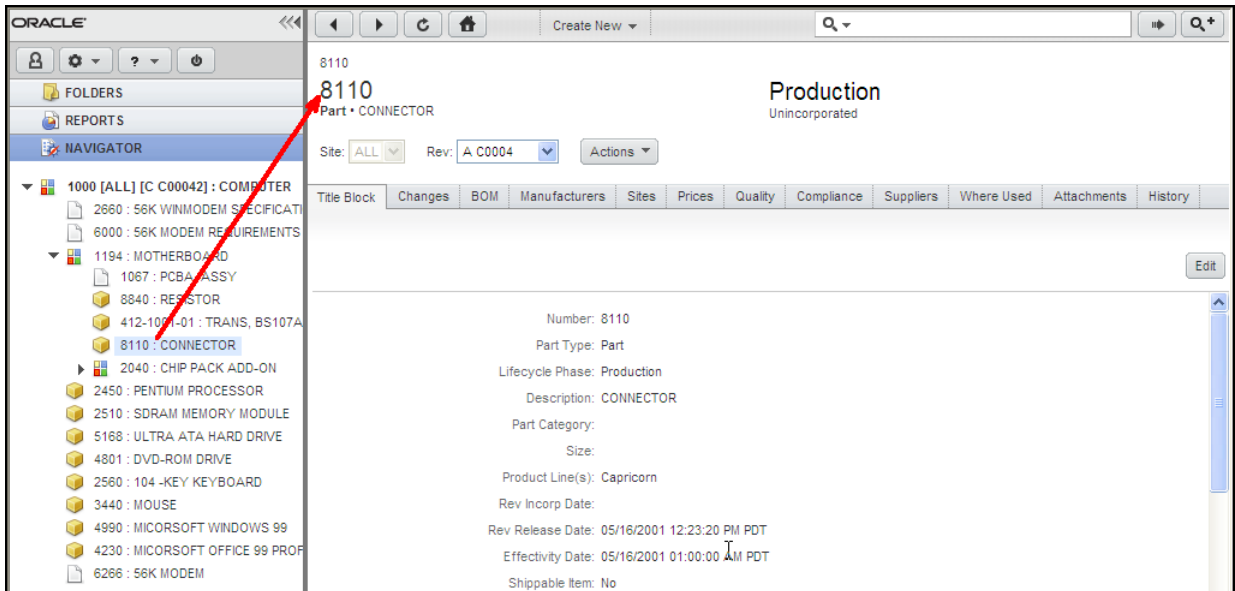 ORACLE
Create New
?
FOLDERS
REPORTS
NAVIGATOR
1000 [ALL] [C C00042] : COMPUTER
2660 : 56K WINMODEM SPECIFICATI
6000 : 56K MODEM REQUIREMENTS
1194 : MOTHERBOARD
1067 : PCBA, ASSY
8840 : RESISTOR
412-1001-01 : TRANS, BS107A
8110 : CONNECTOR
2040 : CHIP PACK ADD-ON
2450 : PENTIUM PROCESSOR
2510 : SDRAM MEMORY MODULE
5168 : ULTRA ATA HARD DRIVE
4801 : DVD-ROM DRIVE
2560 : 104 -KEY KEYBOARD
3440 : MOUSE
4990 : MICORSOFT WINDOWS 99
4230 : MICORSOFT OFFICE 99 PROF
6266 : 56K MODEM
8110
8110
Part • CONNECTOR
Production
Unincorporated
Site: ALL Rev: A C0004 Actions
Title Block Changes BOM Manufacturers Sites Prices Quality Compliance Suppliers Where Used Attachments History
Edit
Number: 8110
Part Type: Part
Lifecycle Phase: Production
Description: CONNECTOR
Part Category:
Size:
Product Line(s): Capricorn
Rev Incorp Date:
Rev Release Date: 05/16/2001 12:23:20 PM PDT
Effectivity Date: 05/16/2001 01:00:00 AM PDT
Shippable Item: No